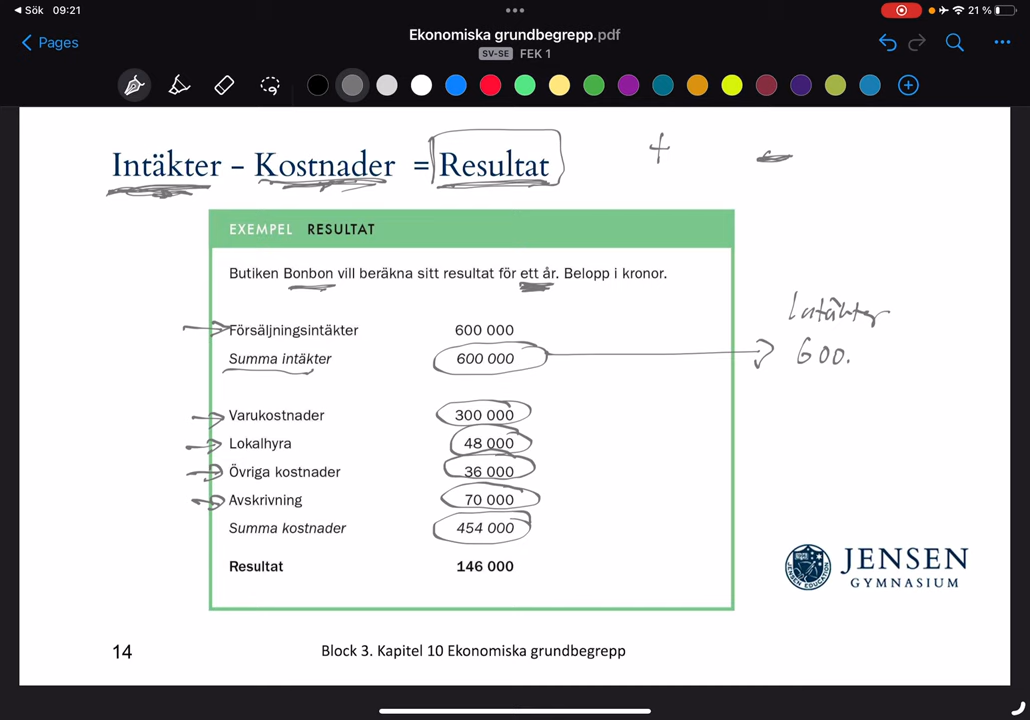 Sök 09:21
21 %
Pages
Ekonomiska grundbegrepp.pdf
SV-SE FEK 1
Intäkter – Kostnader = Resultat
+ -
EXEMPEL RESULTAT
Butiken Bonbon vill beräkna sitt resultat för ett år. Belopp i kronor.
Försäljningsintäkter 600 000
Summa intäkter 600 000
Intäkter
600.
Varukostnader 300 000
Lokalhyra 48 000
Övriga kostnader 36 000
Avskrivning 70 000
Summa kostnader 454 000
Resultat 146 000
JENSEN
GYMNASIUM
JENSEN EDUCATION
14 Block 3. Kapitel 10 Ekonomiska grundbegrepp